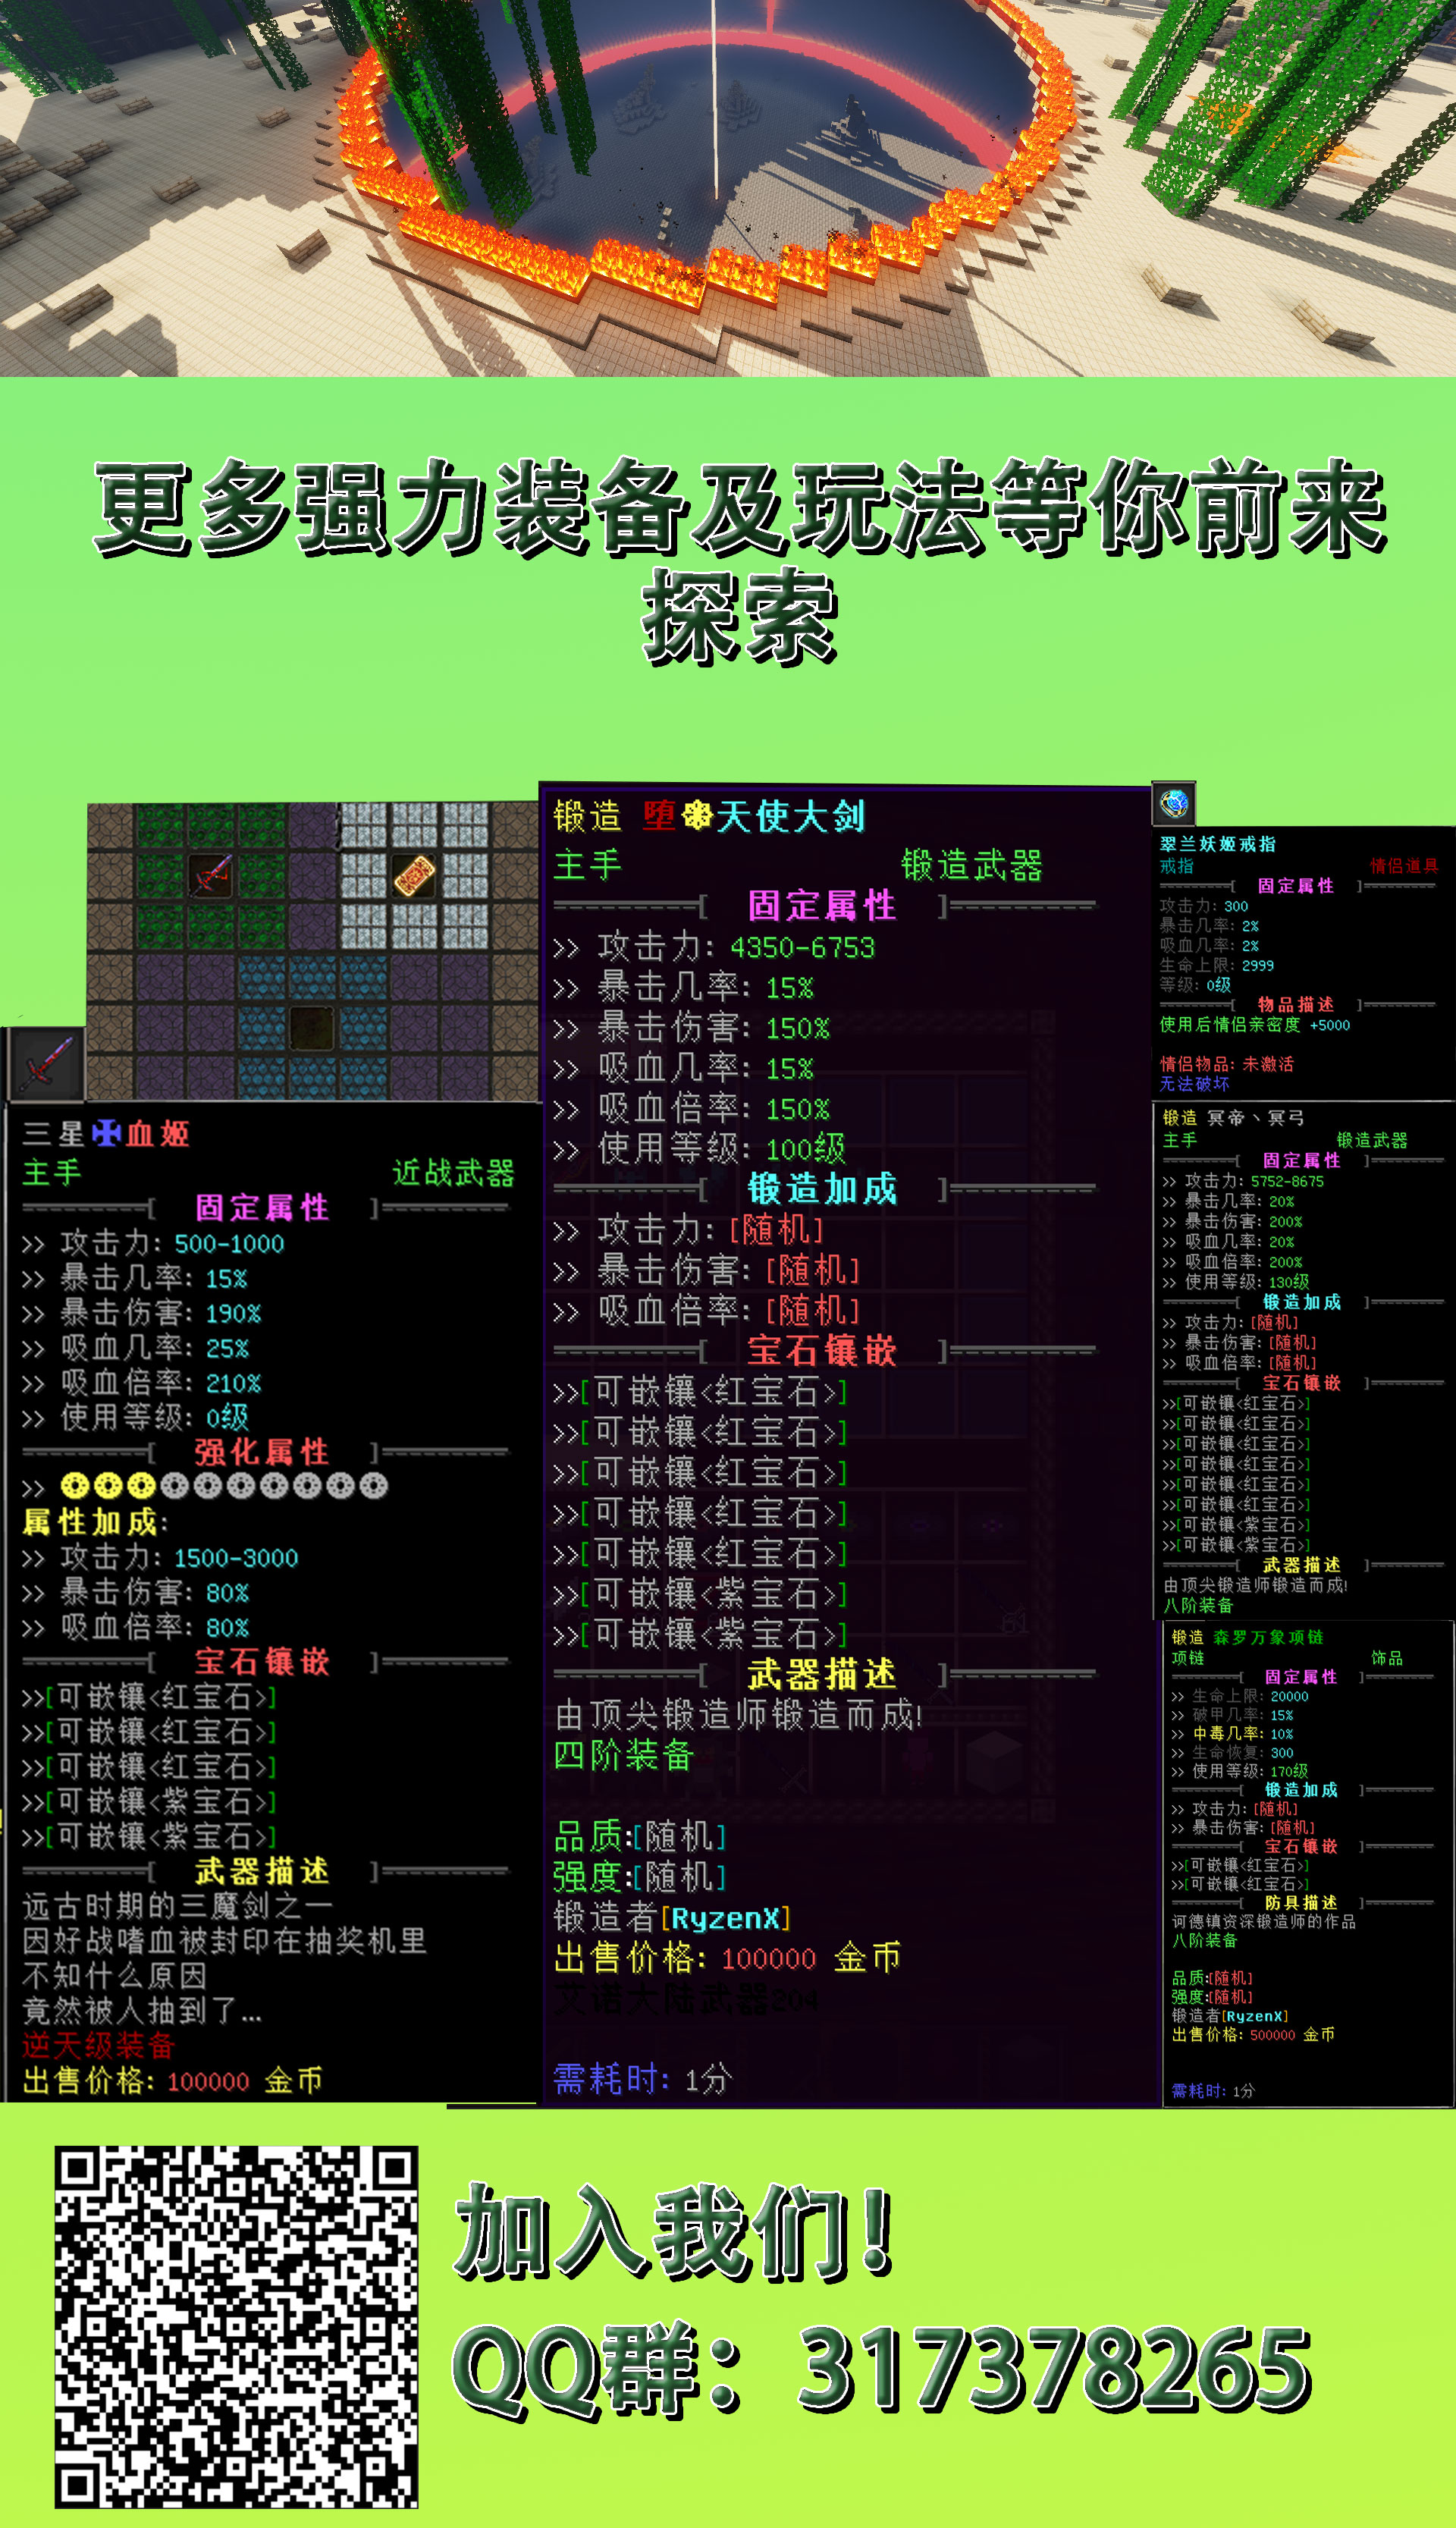 更多强力装备及玩法等你前来
探索
三星✠血姬
主手 近战武器
--------[ 固定属性 ]--------
>> 攻击力: 500-1000
>> 暴击几率: 15%
>> 暴击伤害: 190%
>> 吸血几率: 25%
>> 吸血倍率: 210%
>> 使用等级: 0级
--------[ 强化属性 ]--------
>> ❂❂❂❂❂❂❂❂❂❂
属性加成:
>> 攻击力: 1500-3000
>> 暴击伤害: 80%
>> 吸血倍率: 80%
--------[ 宝石镶嵌 ]--------
>>[可嵌镶<红宝石>]
>>[可嵌镶<红宝石>]
>>[可嵌镶<红宝石>]
>>[可嵌镶<紫宝石>]
>>[可嵌镶<紫宝石>]
--------[ 武器描述 ]--------
远古时期的三魔剑之一
因好战嗜血被封印在抽奖机里
不知什么原因
竟然被人抽到了...
逆天级装备
出售价格: 100000 金币
锻造 堕❁天使大剑
主手 锻造武器
--------[ 固定属性 ]--------
>> 攻击力: 4350-6753
>> 暴击几率: 15%
>> 暴击伤害: 150%
>> 吸血几率: 15%
>> 吸血倍率: 150%
>> 使用等级: 100级
--------[ 锻造加成 ]--------
>> 攻击力: [随机]
>> 暴击伤害: [随机]
>> 吸血倍率: [随机]
--------[ 宝石镶嵌 ]--------
>>[可嵌镶<红宝石>]
>>[可嵌镶<红宝石>]
>>[可嵌镶<红宝石>]
>>[可嵌镶<红宝石>]
>>[可嵌镶<红宝石>]
>>[可嵌镶<紫宝石>]
>>[可嵌镶<紫宝石>]
--------[ 武器描述 ]--------
由顶尖锻造师锻造而成!
四阶装备
品质:[随机]
强度:[随机]
锻造者[RyzenX]
出售价格: 100000 金币
艾诺大陆武器204
需耗时: 1分
翠兰妖姬戒指
戒指 情侣道具
--------[ 固定属性 ]--------
攻击力: 300
暴击几率: 2%
吸血几率: 2%
生命上限: 2999
等级: 0级
--------[ 物品描述 ]--------
使用后情侣亲密度 +5000
情侣物品: 未激活
无法破坏
锻造 冥帝丶冥弓
主手 锻造武器
--------[ 固定属性 ]--------
>> 攻击力: 5752-8675
>> 暴击几率: 20%
>> 暴击伤害: 200%
>> 吸血几率: 20%
>> 吸血倍率: 200%
>> 使用等级: 130级
--------[ 锻造加成 ]--------
>> 攻击力: [随机]
>> 暴击伤害: [随机]
>> 吸血倍率: [随机]
--------[ 宝石镶嵌 ]--------
>>[可嵌镶<红宝石>]
>>[可嵌镶<红宝石>]
>>[可嵌镶<红宝石>]
>>[可嵌镶<红宝石>]
>>[可嵌镶<红宝石>]
>>[可嵌镶<红宝石>]
>>[可嵌镶<紫宝石>]
>>[可嵌镶<紫宝石>]
--------[ 武器描述 ]--------
由顶尖锻造师锻造而成!
八阶装备
锻造 森罗万象项链
项链 饰品
--------[ 固定属性 ]--------
>> 生命上限: 20000
>> 破甲几率: 15%
>> 中毒几率: 10%
>> 生命恢复: 300
>> 使用等级: 170级
--------[ 锻造加成 ]--------
>> 攻击力: [随机]
>> 暴击伤害: [随机]
--------[ 宝石镶嵌 ]--------
>>[可嵌镶<红宝石>]
>>[可嵌镶<红宝石>]
--------[ 防具描述 ]--------
诃德镇资深锻造师的作品
八阶装备
品质:[随机]
强度:[随机]
锻造者[RyzenX]
出售价格: 500000 金币
需耗时: 1分
加入我们!
QQ群: 317378265